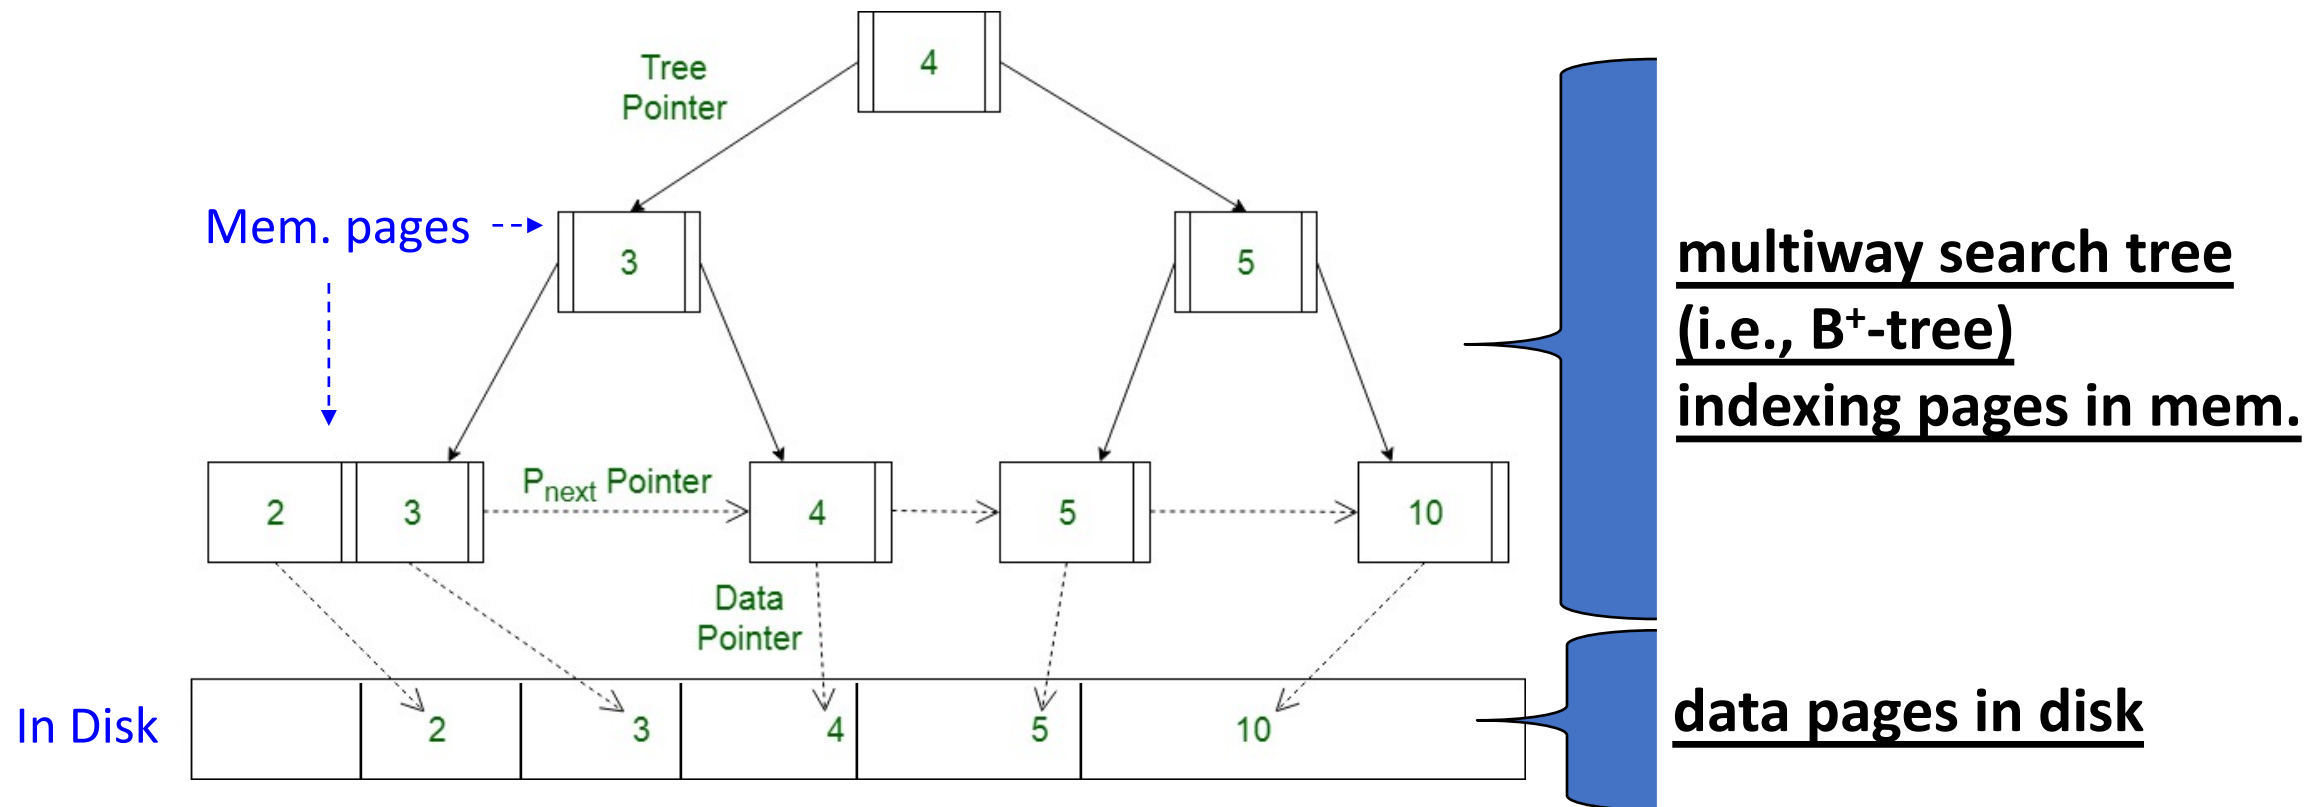 4
Tree
Pointer
Mem. pages
3
5
multiway search tree
(i.e., B⁺-tree)
indexing pages in mem.
2 3
Pnext Pointer
4
5
10
Data
Pointer
In Disk
2 3 4 5 10
data pages in disk